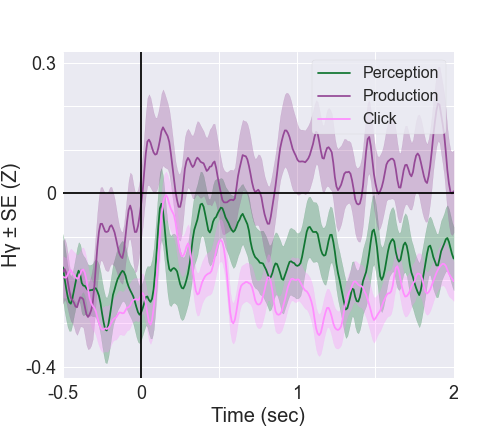 Perception
Production
Click
0.3
0
-0.4
Hγ ± SE (Z)
-0.5
0
1
2
Time (sec)